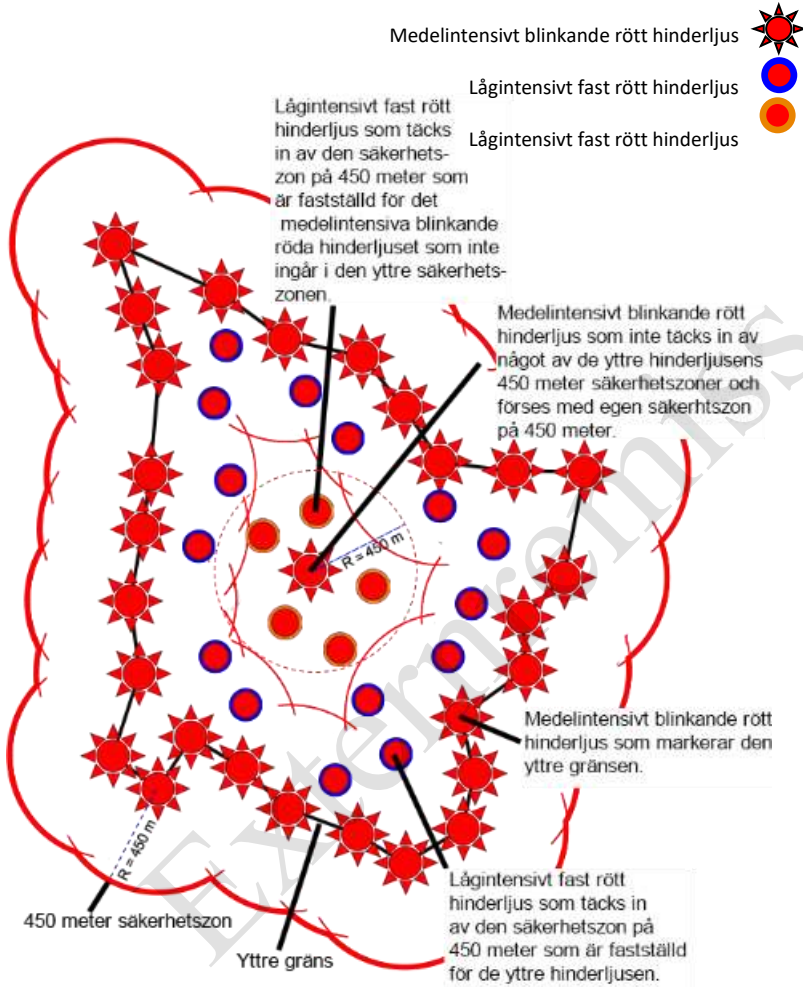 Medelintensivt blinkande rött hinderljus
Lågintensivt fast rött hinderljus
Lågintensivt fast rött hinderljus
Lågintensivt fast rött
hinderljus som täcks
in av den säkerhets-
zon på 450 meter som
är fastställd för det
medelintensiva blinkande
röda hinderljuset som inte
ingår i den yttre säkerhets-
zonen.
Medelintensivt blinkande rött
hinderljus som inte täcks in av
något av de yttre hinderljusens
450 meter säkerhetszoner och
förses med egen säkerhtszon
på 450 meter.
R = 450 m
Medelintensivt blinkande rött
hinderljus som markerar den
yttre gränsen.
R = 450 m
450 meter säkerhetszon
Yttre gräns
Lågintensivt fast rött
hinderljus som täcks in
av den säkerhetszon på
450 meter som är fastställd
för de yttre hinderljusen.
Externremiss